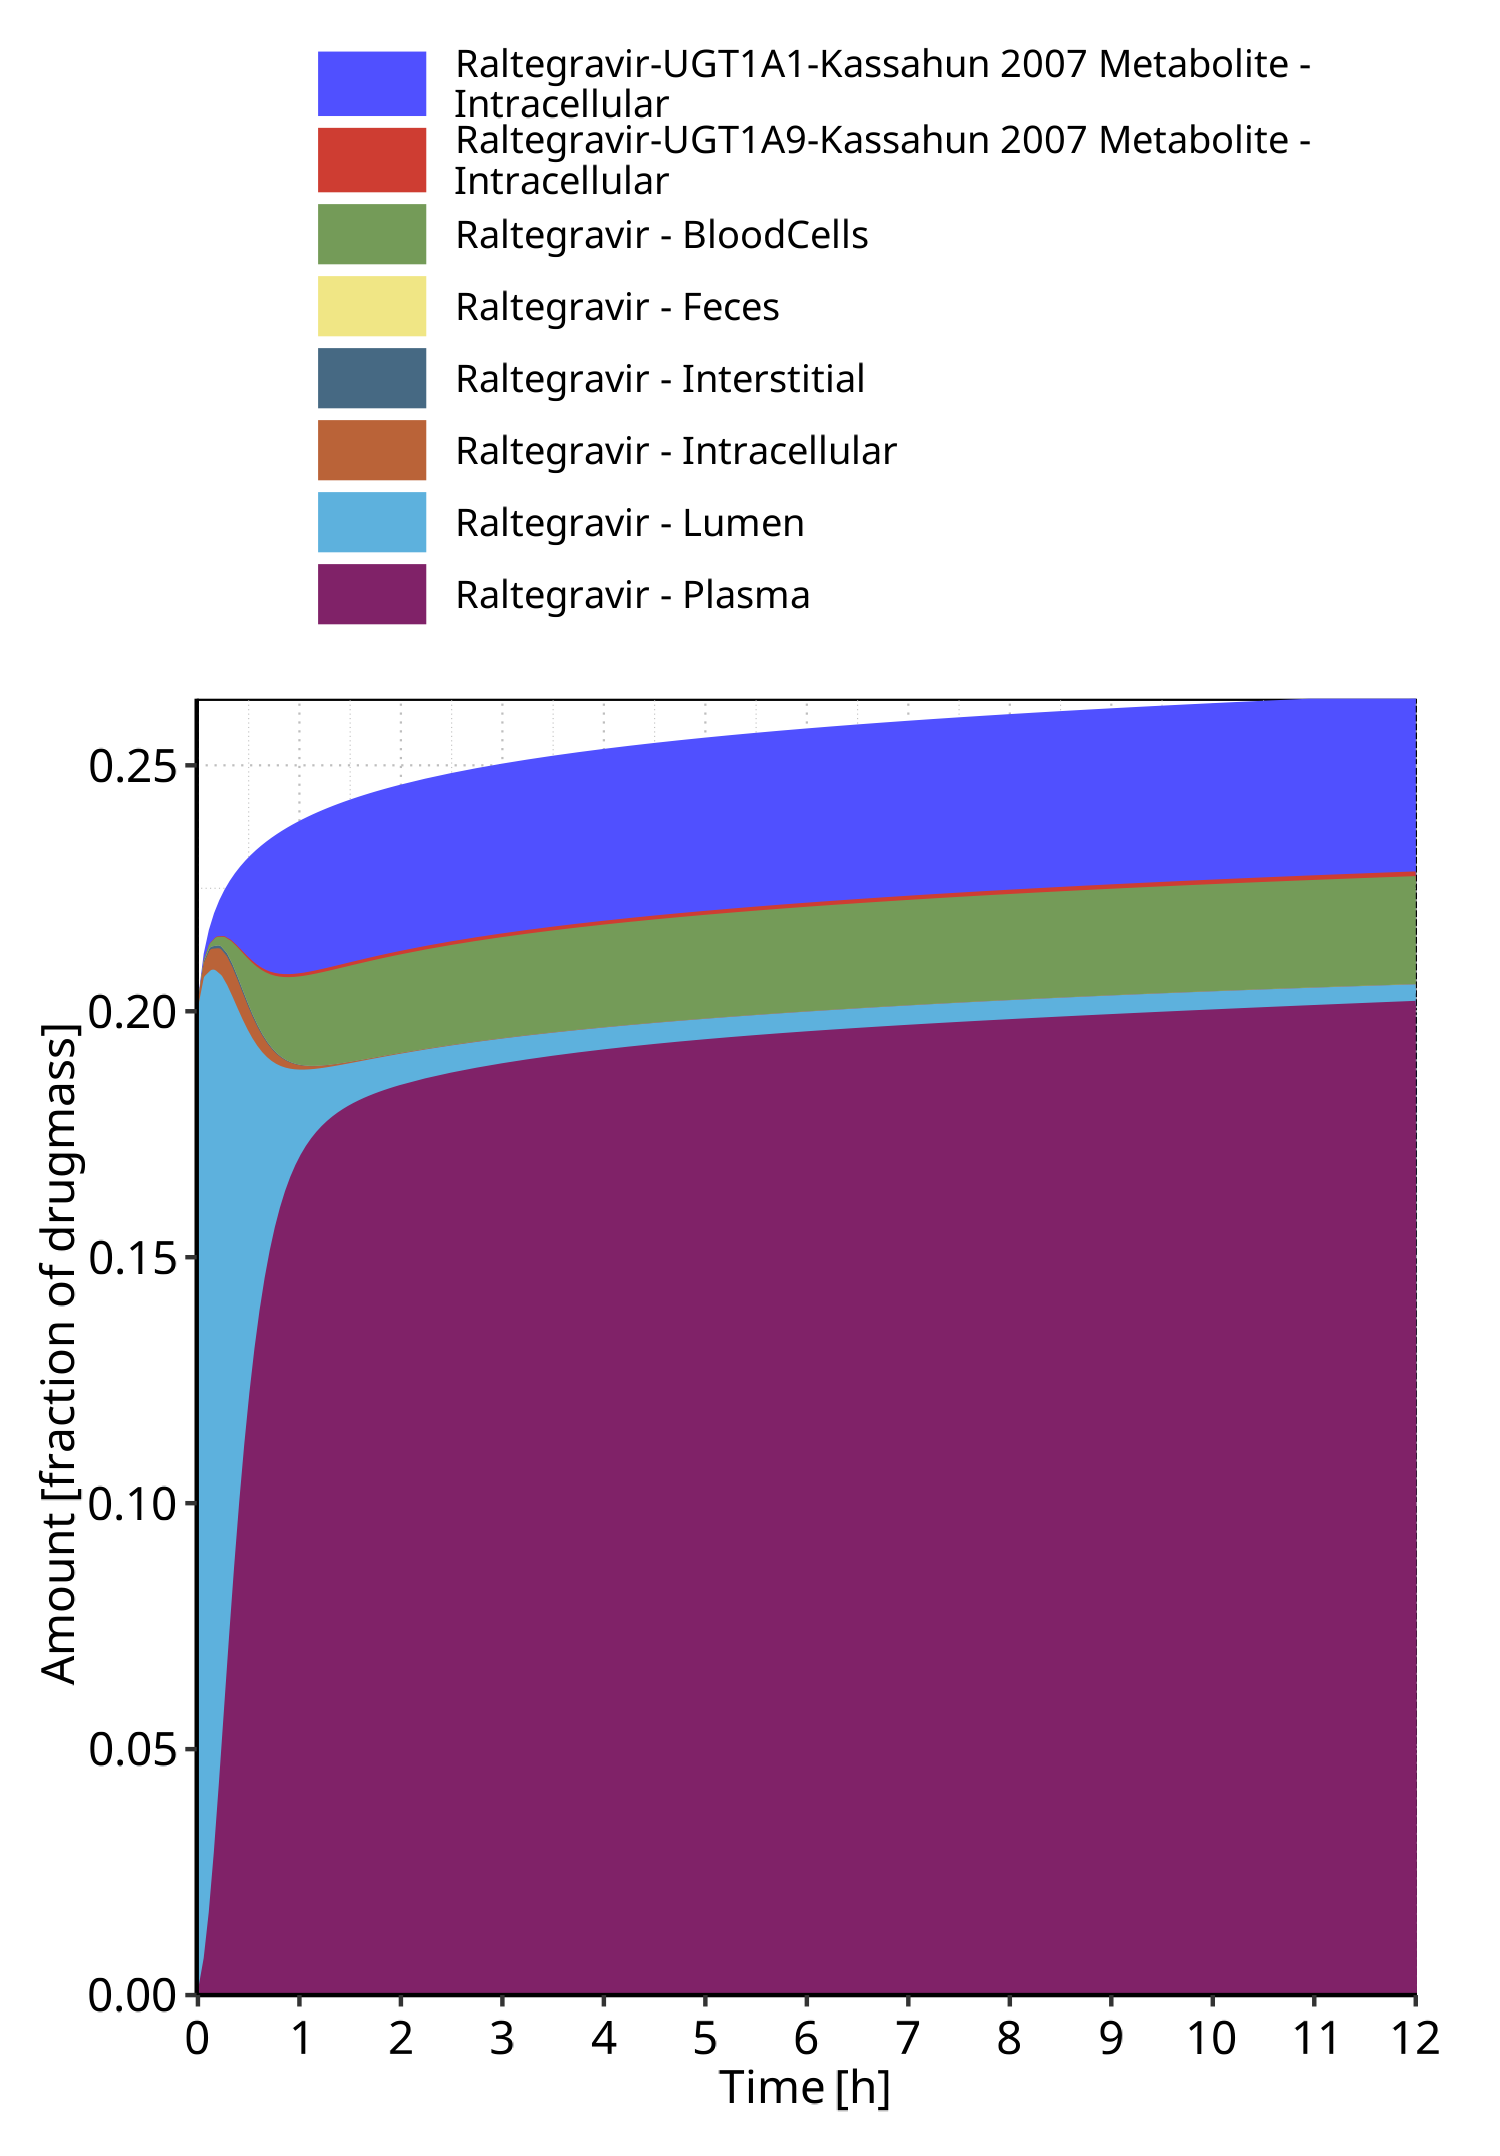 Raltegravir-UGT1A1-Kassahun 2007 Metabolite -
Intracellular
Raltegravir-UGT1A9-Kassahun 2007 Metabolite -
Intracellular
Raltegravir - BloodCells
Raltegravir - Feces
Raltegravir - Interstitial
Raltegravir - Intracellular
Raltegravir - Lumen
Raltegravir - Plasma
Amount [fraction of drugmass]
0.25
0.20
0.15
0.10
0.05
0.00
0 1 2 3 4 5 6 7 8 9 10 11 12
Time [h]